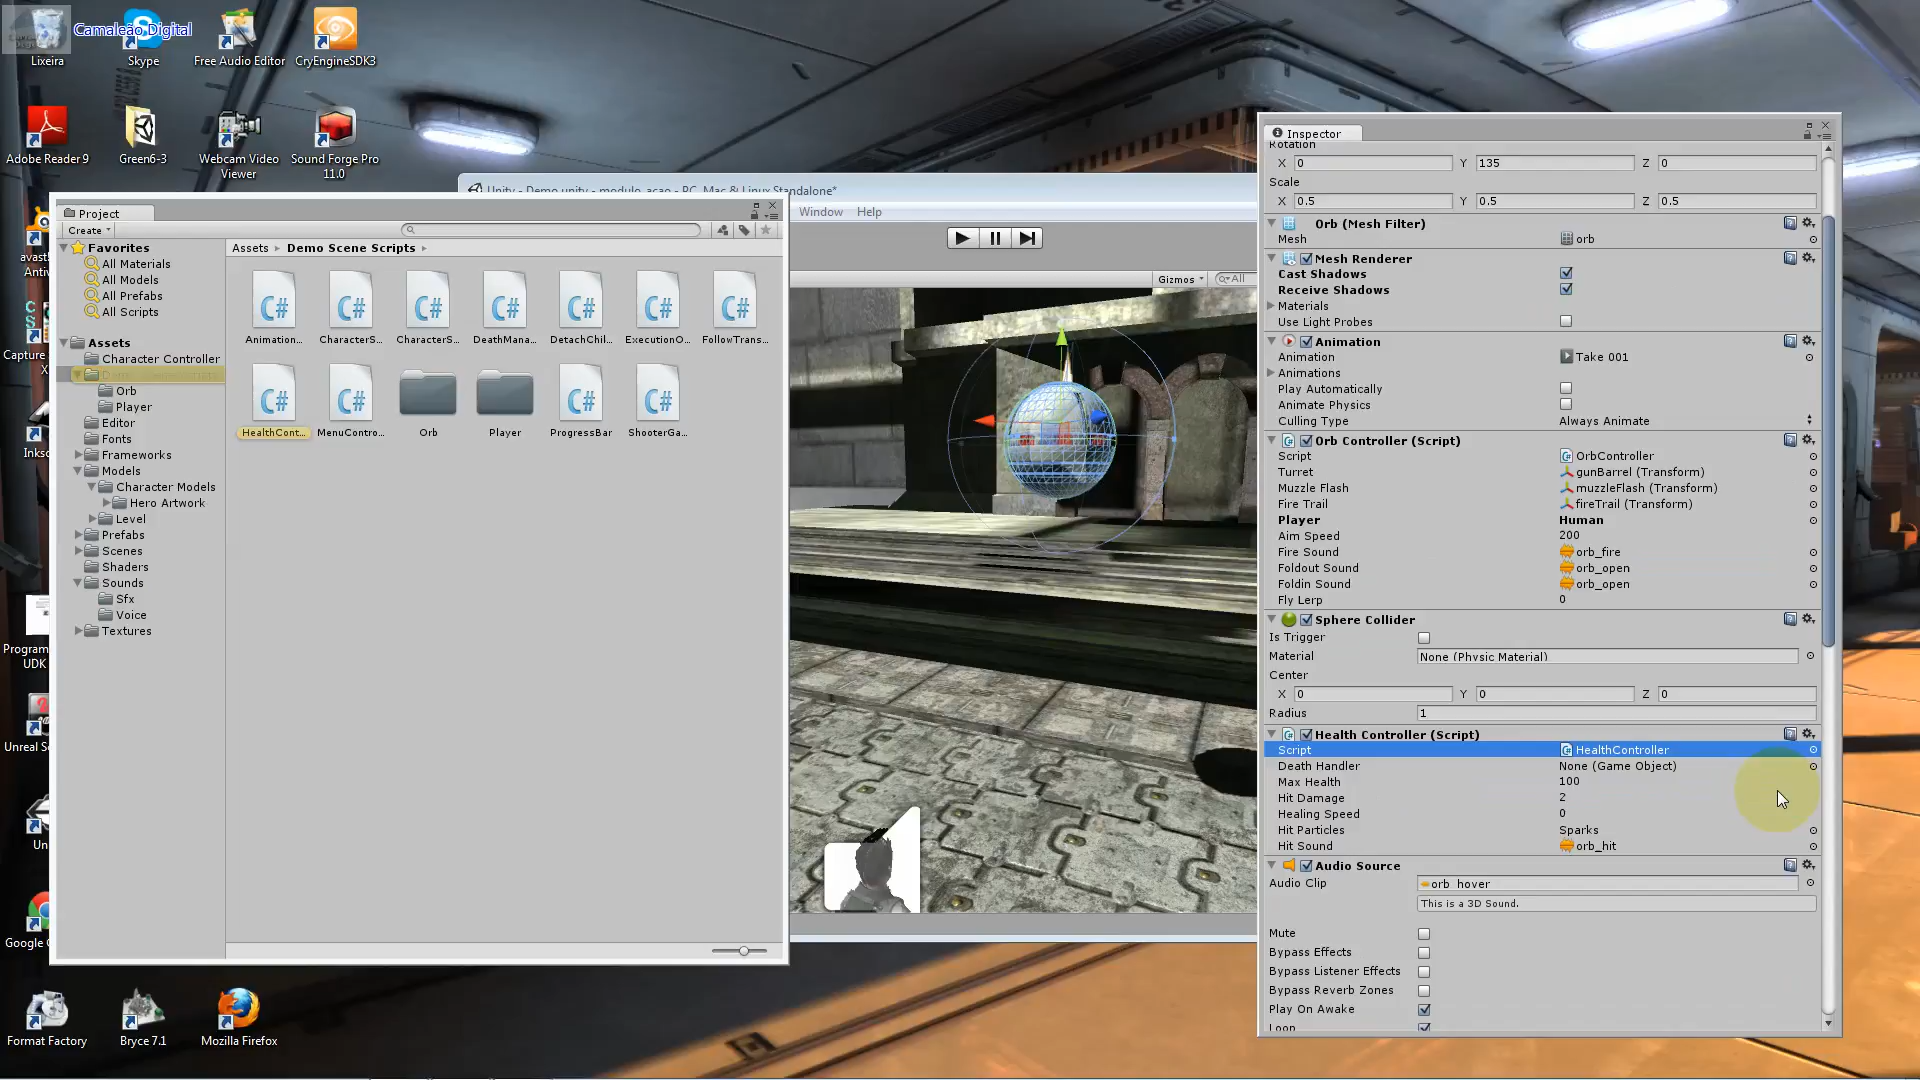 Camaleão Digital
Lixeira
Skype
Free Audio Editor
CryEngineSDK3
Adobe Reader 9
Green6-3
Webcam Video Viewer
Sound Forge Pro 11.0
Unity - Demo.unity - modulo_acao - PC, Mac & Linux Standalone*
Window Help
Gizmos
All
Project
Create
Favorites
All Materials
All Models
All Prefabs
All Scripts
Assets
Character Controller
Orb
Player
Editor
Fonts
Frameworks
Models
Character Models
Hero Artwork
Level
Prefabs
Scenes
Shaders
Sounds
Sfx
Voice
Textures
Assets Demo Scene Scripts
Animation...
CharacterS...
CharacterS...
DeathMana...
DetachChil...
ExecutionO...
FollowTrans...
HealthCont...
MenuContro...
Orb
Player
ProgressBar
ShooterGa...
Inspector
Rotation
X 0 Y 135 Z 0
Scale
X 0.5 Y 0.5 Z 0.5
Orb (Mesh Filter)
Mesh orb
Mesh Renderer
Cast Shadows
Receive Shadows
Materials
Use Light Probes
Animation
Animation Take 001
Animations
Play Automatically
Animate Physics
Culling Type Always Animate
Orb Controller (Script)
Script OrbController
Turret gunBarrel (Transform)
Muzzle Flash muzzleFlash (Transform)
Fire Trail fireTrail (Transform)
Player Human
Aim Speed 200
Fire Sound orb_fire
Foldout Sound orb_open
Foldin Sound orb_open
Fly Lerp 0
Sphere Collider
Is Trigger
Material None (Physic Material)
Center
X 0 Y 0 Z 0
Radius 1
Health Controller (Script)
Script HealthController
Death Handler None (Game Object)
Max Health 100
Hit Damage 2
Healing Speed 0
Hit Particles Sparks
Hit Sound orb_hit
Audio Source
Audio Clip orb_hover
This is a 3D Sound.
Mute
Bypass Effects
Bypass Listener Effects
Bypass Reverb Zones
Play On Awake
Loop
Format Factory
Bryce 7.1
Mozilla Firefox